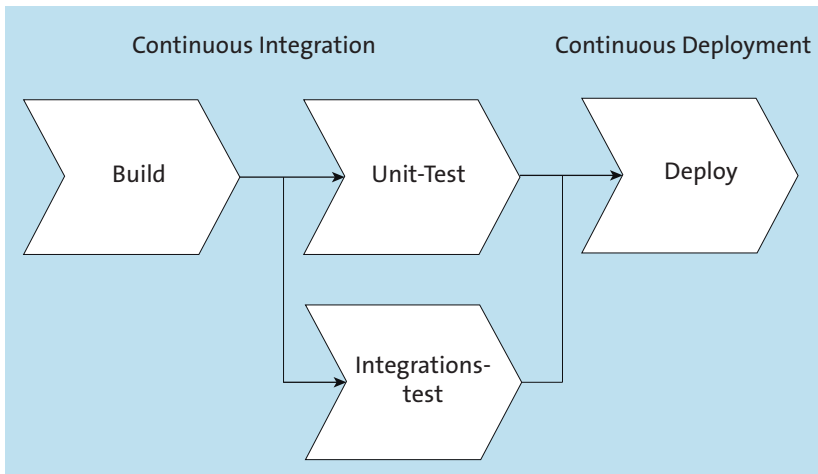 Continuous Integration
Continuous Deployment
Build
Unit-Test
Deploy
Integrations-
test